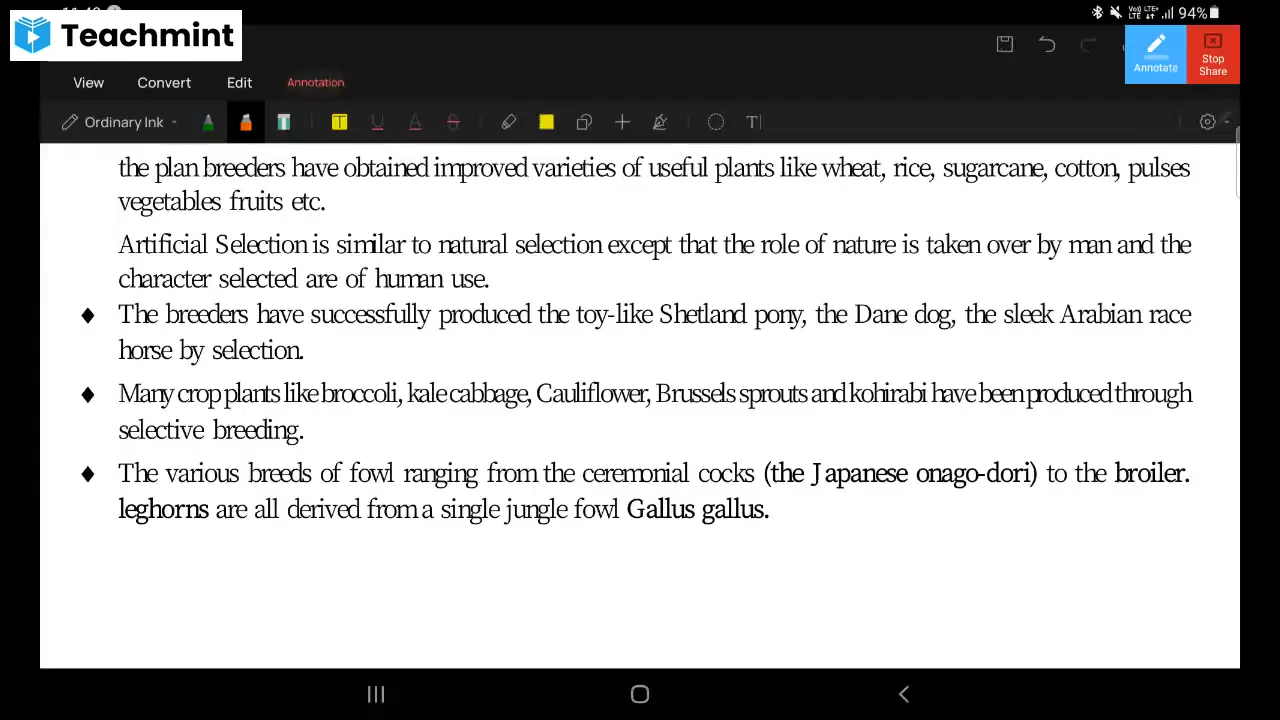 Teachmint
94%
Annotate
Stop
Share
View Convert Edit Annotation
Ordinary Ink
the plan breeders have obtained improved varieties of useful plants like wheat, rice, sugarcane, cotton, pulses
vegetables fruits etc.
Artificial Selection is similar to natural selection except that the role of nature is taken over by man and the
character selected are of human use.
♦ The breeders have successfully produced the toy-like Shetland pony, the Dane dog, the sleek Arabian race
horse by selection.
♦ Many crop plants like broccoli, kale cabbage, Cauliflower, Brussels sprouts and kohirabi have been produced through
selective breeding.
♦ The various breeds of fowl ranging from the ceremonial cocks (the Japanese onago-dori) to the broiler.
leghorns are all derived from a single jungle fowl Gallus gallus.